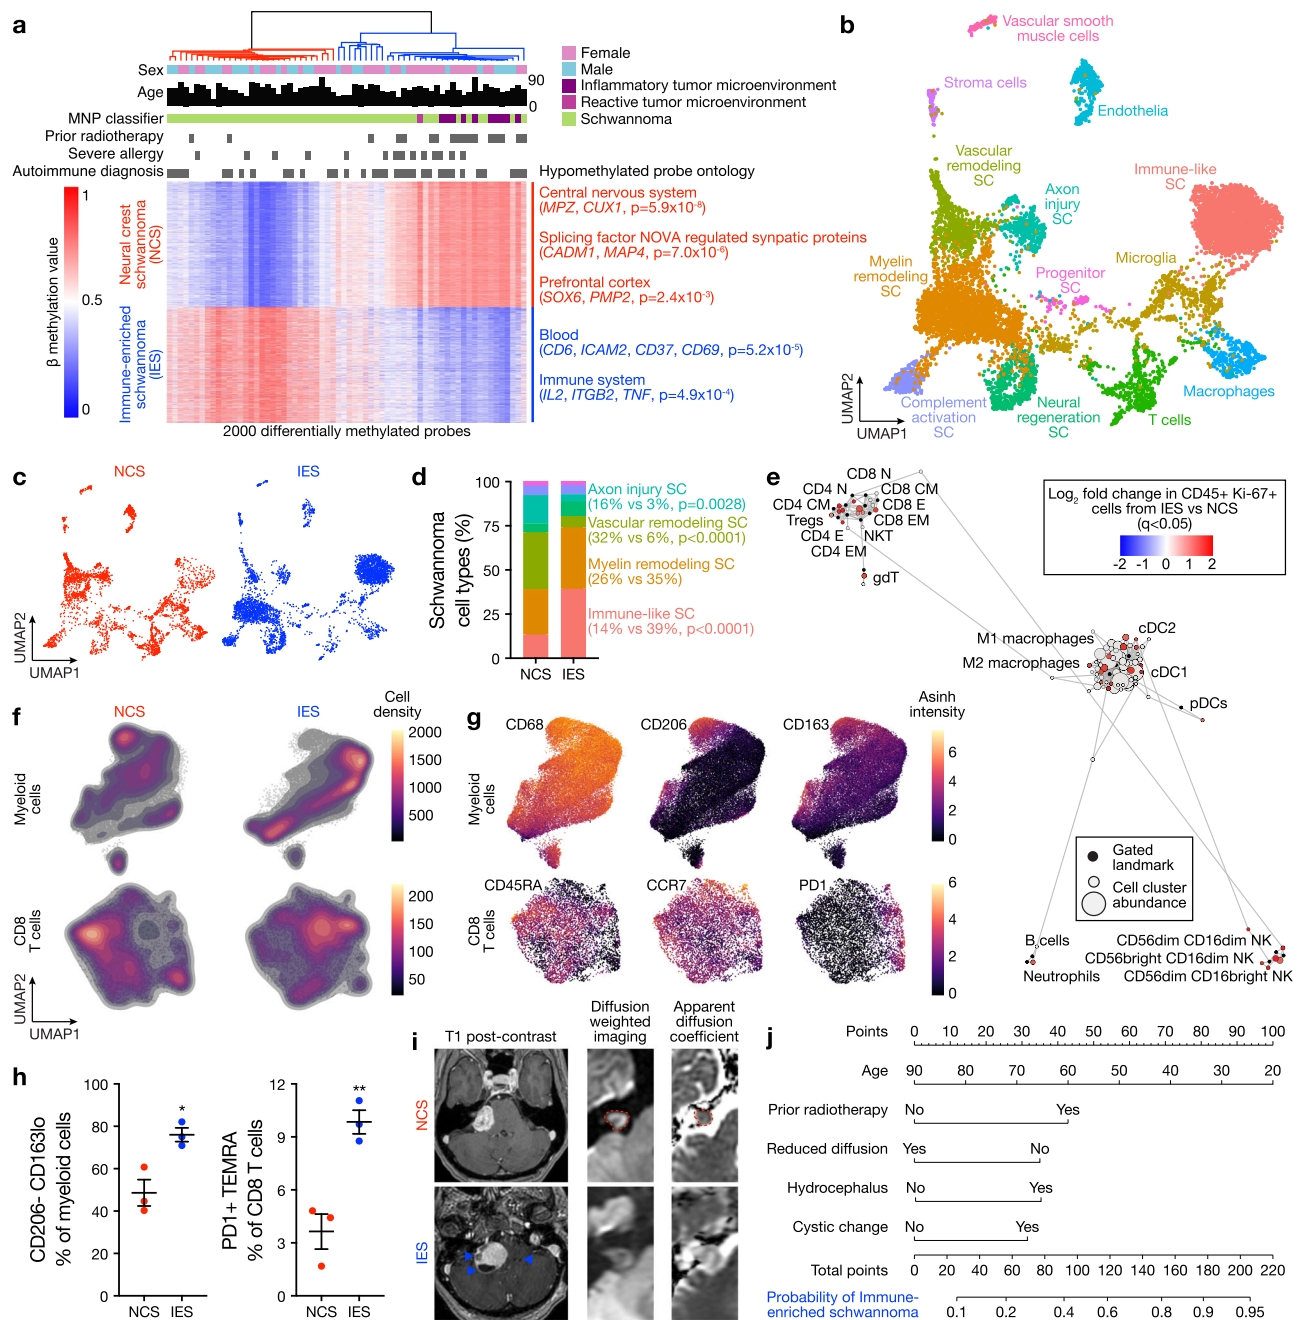 a
Female
Male
Inflammatory tumor microenvironment
Reactive tumor microenvironment
Schwannoma
Sex
Age
90
0
MNP classifier
Prior radiotherapy
Severe allergy
Autoimmune diagnosis
Hypomethylated probe ontology
β methylation value
1
0.5
0
Neural crest
schwannoma
(NCS)
Immune-enriched
schwannoma
(IES)
Central nervous system
(MPZ, CUX1, p=5.9x10-8)
Splicing factor NOVA regulated synpatic proteins
(CADM1, MAP4, p=7.0x10-6)
Prefrontal cortex
(SOX6, PMP2, p=2.4x10-3)
Blood
(CD6, ICAM2, CD37, CD69, p=5.2x10-5)
Immune system
(IL2, ITGB2, TNF, p=4.9x10-4)
2000 differentially methylated probes
b
Vascular smooth
muscle cells
Stroma cells
Endothelia
Vascular
remodeling
SC
Axon
injury
SC
Immune-like
SC
Myelin
remodeling
SC
Progenitor
SC
Microglia
Macrophages
Complement
activation
SC
Neural
regeneration
SC
T cells
UMAP2
UMAP1
c
NCS
IES
UMAP2
UMAP1
d
Schwannoma
cell types (%)
100
75
50
25
0
NCS
IES
Axon injury SC
(16% vs 3%, p=0.0028)
Vascular remodeling SC
(32% vs 6%, p<0.0001)
Myelin remodeling SC
(26% vs 35%)
Immune-like SC
(14% vs 39%, p<0.0001)
e
CD8 N
CD4 N
CD8 CM
CD4 CM
CD8 E
Tregs
CD8 EM
CD4 E
NKT
CD4 EM
gdT
Log2 fold change in CD45+ Ki-67+
cells from IES vs NCS
(q<0.05)
-2 -1 0 1 2
M1 macrophages
cDC2
M2 macrophages
cDC1
pDCs
Gated
landmark
Cell cluster
abundance
B cells
Neutrophils
CD56dim CD16dim NK
CD56bright CD16dim NK
CD56dim CD16bright NK
f
NCS
IES
Cell
density
2000
1500
1000
500
Myeloid
cells
CD8
T cells
200
150
100
50
UMAP2
UMAP1
g
CD68
CD206
CD163
Asinh
intensity
6
4
2
0
Myeloid
cells
CD45RA
CCR7
PD1
CD8
T cells
6
4
2
0
h
CD206- CD163lo
% of myeloid cells
100
80
60
40
20
0
*
NCS
IES
PD1+ TEMRA
% of CD8 T cells
12
9
6
3
0
**
NCS
IES
i
T1 post-contrast
Diffusion
weighted
imaging
Apparent
diffusion
coefficient
NCS
IES
j
Points
0 10 20 30 40 50 60 70 80 90 100
Age
90 80 70 60 50 40 30 20
Prior radiotherapy
No Yes
Reduced diffusion
Yes No
Hydrocephalus
No Yes
Cystic change
No Yes
Total points
0 20 40 60 80 100 120 140 160 180 200 220
Probability of Immune-
enriched schwannoma
0.1 0.2 0.4 0.6 0.8 0.9 0.95